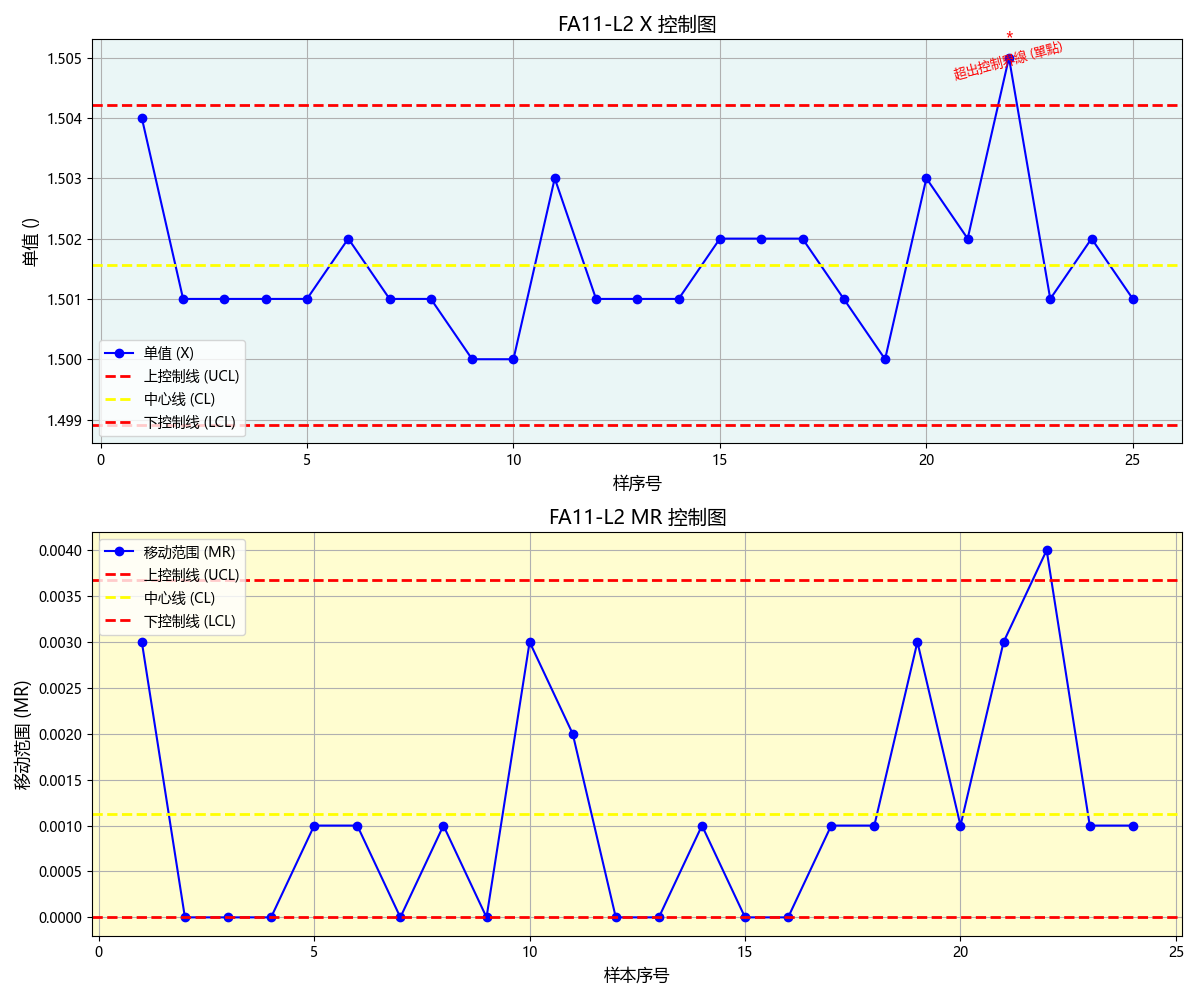 FA11-L2 X 控制图
*
超出控制界線 (單點)
1.505
1.504
1.503
1.502
1.501
1.500
1.499
单值 ()
单值 (X)
上控制线 (UCL)
中心线 (CL)
下控制线 (LCL)
0 5 10 15 20 25
样序号
FA11-L2 MR 控制图
0.0040
0.0035
0.0030
0.0025
0.0020
0.0015
0.0010
0.0005
0.0000
移动范围 (MR)
移动范围 (MR)
上控制线 (UCL)
中心线 (CL)
下控制线 (LCL)
0 5 10 15 20 25
样本序号